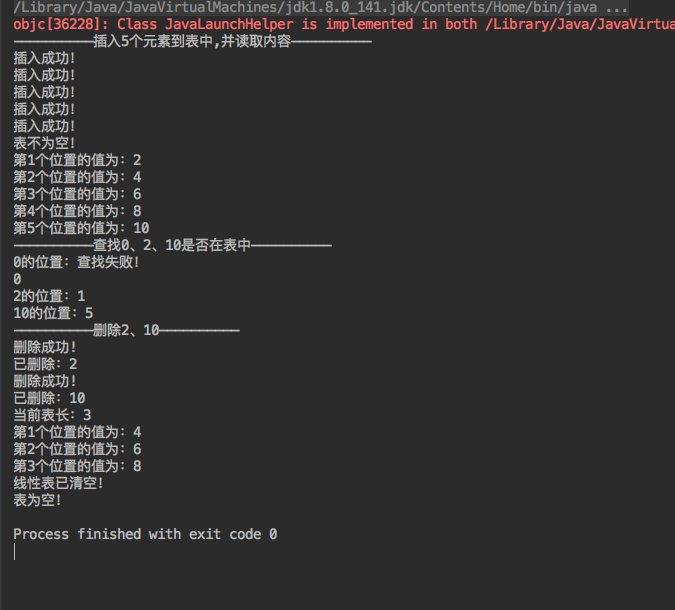 /Library/Java/JavaVirtualMachines/jdk1.8.0_141.jdk/Contents/Home/bin/java ...
objc[36228]: Class JavaLaunchHelper is implemented in both /Library/Java/JavaVirtua
——————————插入5个元素到表中,并读取内容——————————
插入成功!
插入成功!
插入成功!
插入成功!
插入成功!
表不为空!
第1个位置的值为: 2
第2个位置的值为: 4
第3个位置的值为: 6
第4个位置的值为: 8
第5个位置的值为: 10
——————————查找0、2、10是否在表中——————————
0的位置: 查找失败!
0
2的位置: 1
10的位置: 5
——————————删除2、10——————————
删除成功!
已删除: 2
删除成功!
已删除: 10
当前表长: 3
第1个位置的值为: 4
第2个位置的值为: 6
第3个位置的值为: 8
线性表已清空!
表为空!
Process finished with exit code 0